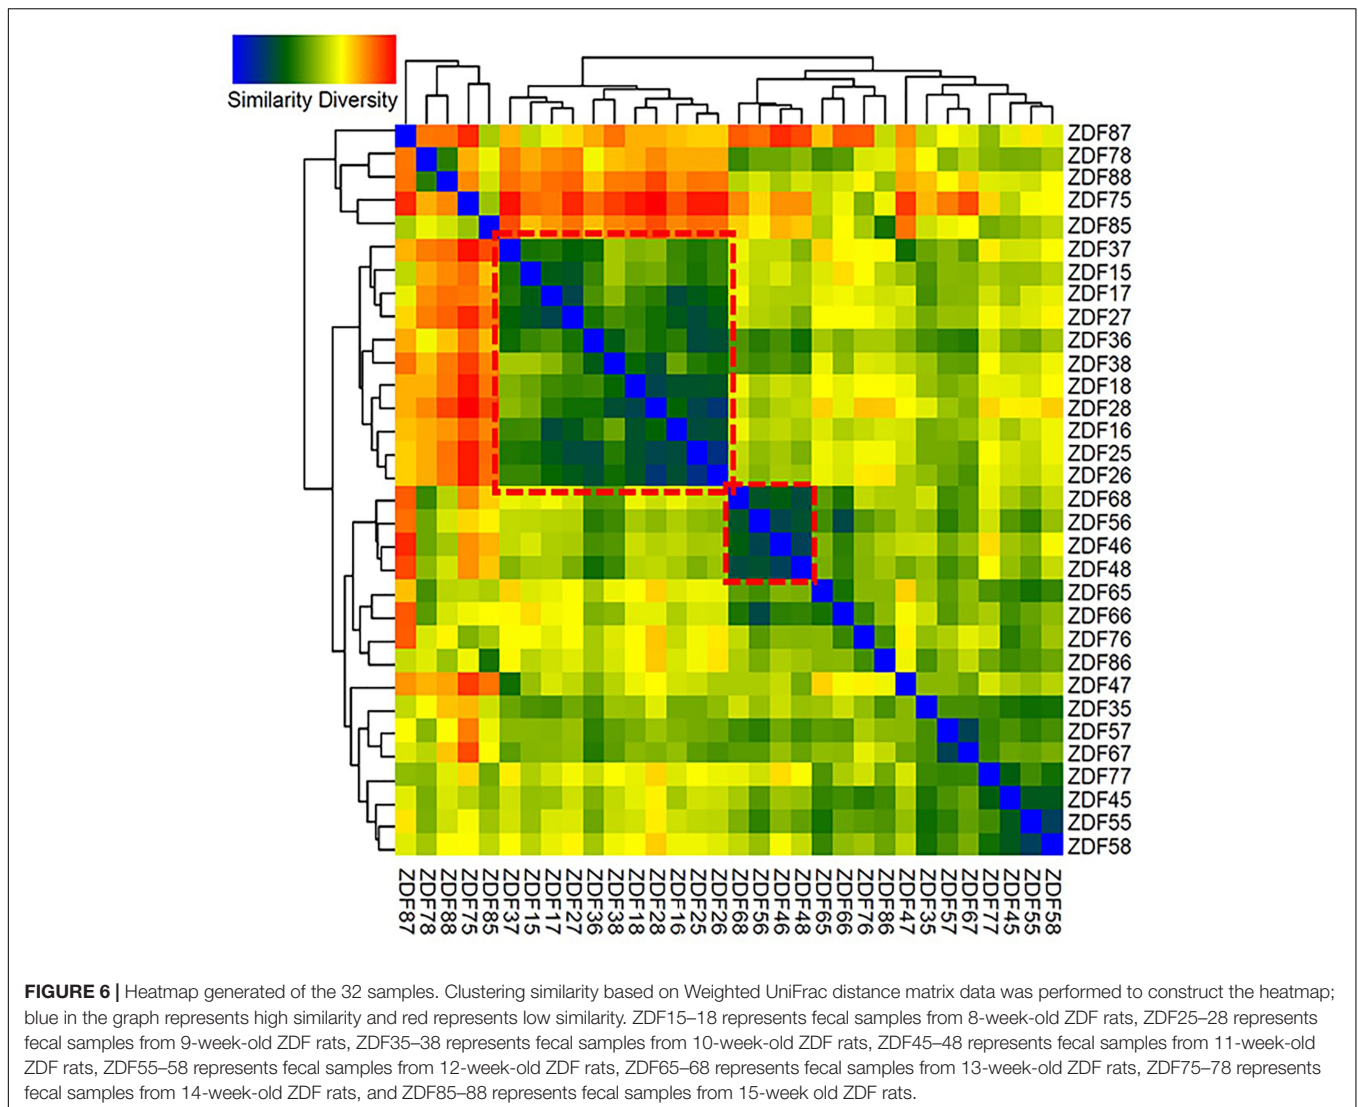 Similarity Diversity
ZDF87
ZDF78
ZDF88
ZDF75
ZDF85
ZDF37
ZDF15
ZDF17
ZDF27
ZDF36
ZDF38
ZDF18
ZDF28
ZDF16
ZDF25
ZDF26
ZDF68
ZDF56
ZDF46
ZDF48
ZDF65
ZDF66
ZDF76
ZDF86
ZDF47
ZDF35
ZDF57
ZDF67
ZDF77
ZDF45
ZDF55
ZDF58
ZDF87
ZDF78
ZDF88
ZDF75
ZDF85
ZDF37
ZDF15
ZDF17
ZDF27
ZDF36
ZDF38
ZDF18
ZDF28
ZDF16
ZDF25
ZDF26
ZDF68
ZDF56
ZDF46
ZDF48
ZDF65
ZDF66
ZDF76
ZDF86
ZDF47
ZDF35
ZDF57
ZDF67
ZDF77
ZDF45
ZDF55
ZDF58
FIGURE 6 | Heatmap generated of the 32 samples. Clustering similarity based on Weighted UniFrac distance matrix data was performed to construct the heatmap;
blue in the graph represents high similarity and red represents low similarity. ZDF15–18 represents fecal samples from 8-week-old ZDF rats, ZDF25–28 represents
fecal samples from 9-week-old ZDF rats, ZDF35–38 represents fecal samples from 10-week-old ZDF rats, ZDF45–48 represents fecal samples from 11-week-old
ZDF rats, ZDF55–58 represents fecal samples from 12-week-old ZDF rats, ZDF65–68 represents fecal samples from 13-week-old ZDF rats, ZDF75–78 represents
fecal samples from 14-week-old ZDF rats, and ZDF85–88 represents fecal samples from 15-week old ZDF rats.